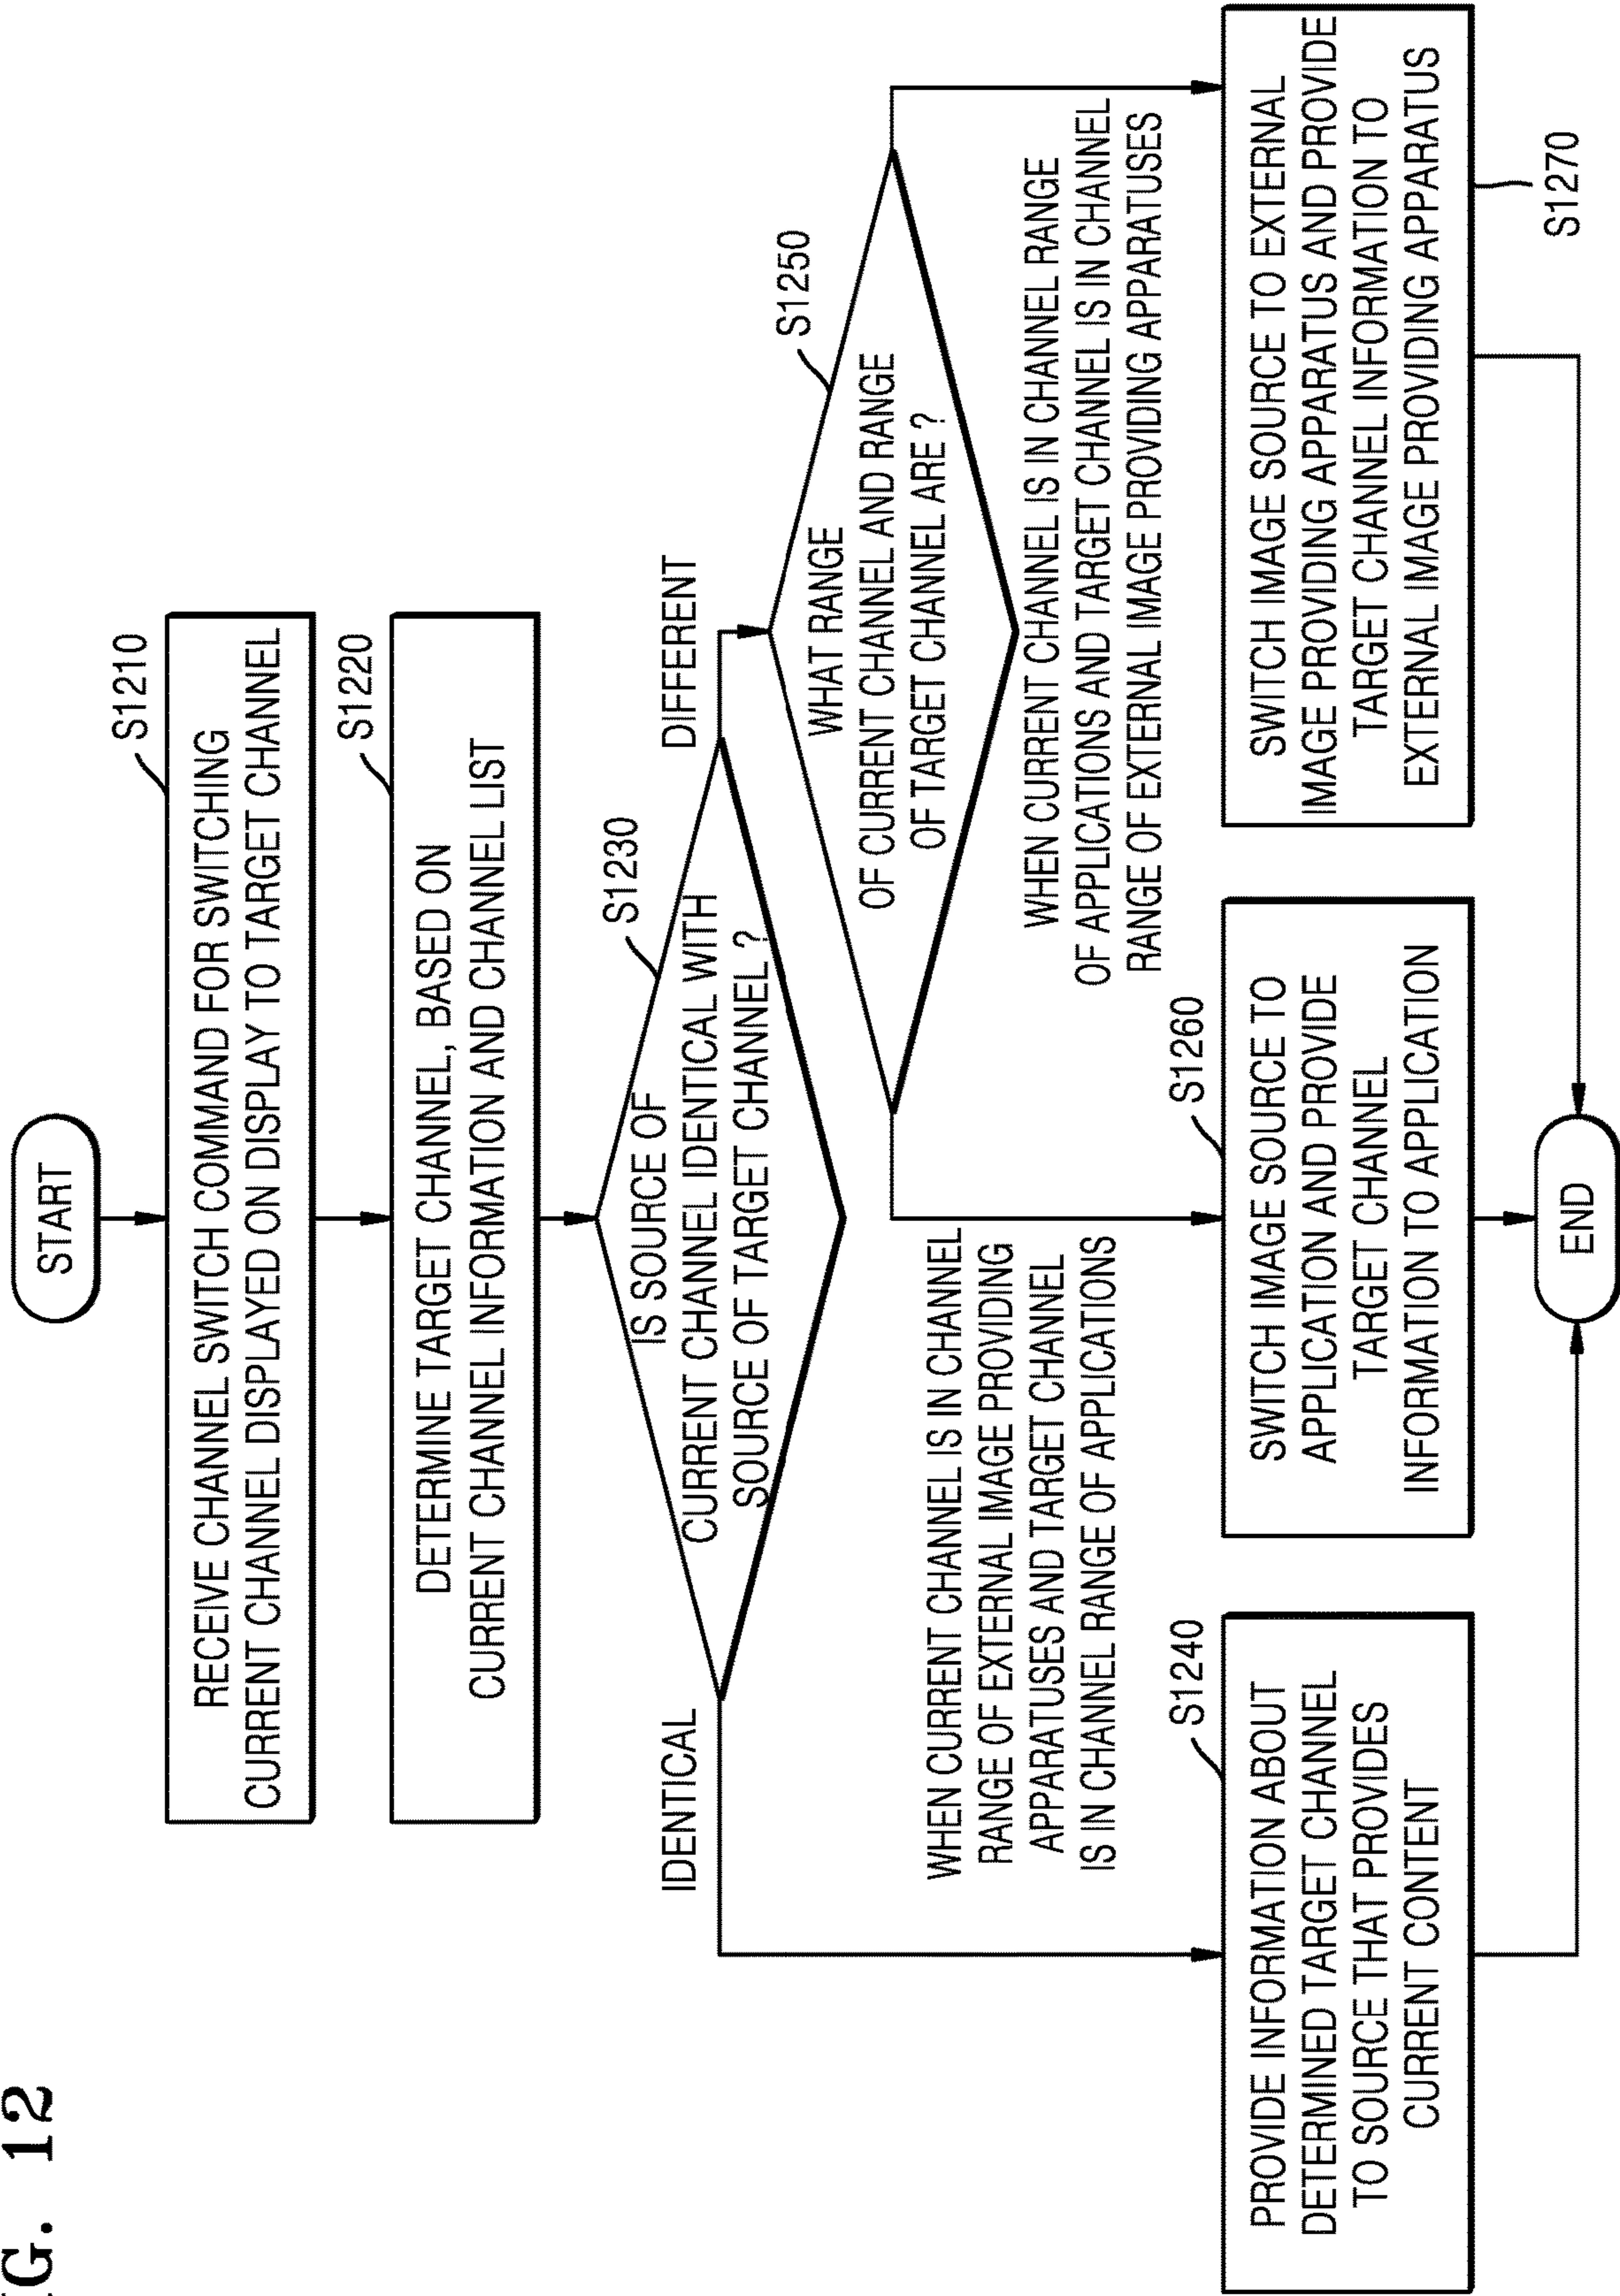 G. 12
START
S1210
RECEIVE CHANNEL SWITCH COMMAND FOR SWITCHING
CURRENT CHANNEL DISPLAYED ON DISPLAY TO TARGET CHANNEL
S1220
DETERMINE TARGET CHANNEL, BASED ON
CURRENT CHANNEL INFORMATION AND CHANNEL LIST
S1230
IS SOURCE OF
CURRENT CHANNEL IDENTICAL WITH
SOURCE OF TARGET CHANNEL ?
IDENTICAL
DIFFERENT
S1250
WHAT RANGE
OF CURRENT CHANNEL AND RANGE
OF TARGET CHANNEL ARE ?
WHEN CURRENT CHANNEL IS IN CHANNEL
RANGE OF EXTERNAL IMAGE PROVIDING
APPARATUSES AND TARGET CHANNEL
IS IN CHANNEL RANGE OF APPLICATIONS
WHEN CURRENT CHANNEL IS IN CHANNEL RANGE
OF APPLICATIONS AND TARGET CHANNEL IS IN CHANNEL
RANGE OF EXTERNAL IMAGE PROVIDING APPARATUSES
S1240
PROVIDE INFORMATION ABOUT
DETERMINED TARGET CHANNEL
TO SOURCE THAT PROVIDES
CURRENT CONTENT
S1260
SWITCH IMAGE SOURCE TO
APPLICATION AND PROVIDE
TARGET CHANNEL
INFORMATION TO APPLICATION
SWITCH IMAGE SOURCE TO EXTERNAL
IMAGE PROVIDING APPARATUS AND PROVIDE
TARGET CHANNEL INFORMATION TO
EXTERNAL IMAGE PROVIDING APPARATUS
S1270
END